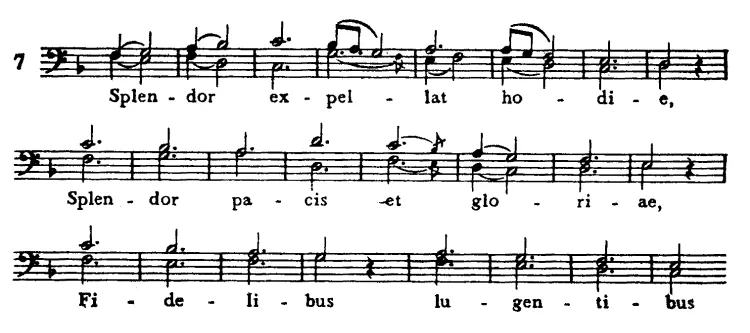 7
Splen - dor ex - pel - lat ho - di - e,
Splen - dor pa - cis et glo - ri - ae,
Fi - de - li - bus lu - gen - ti - bus